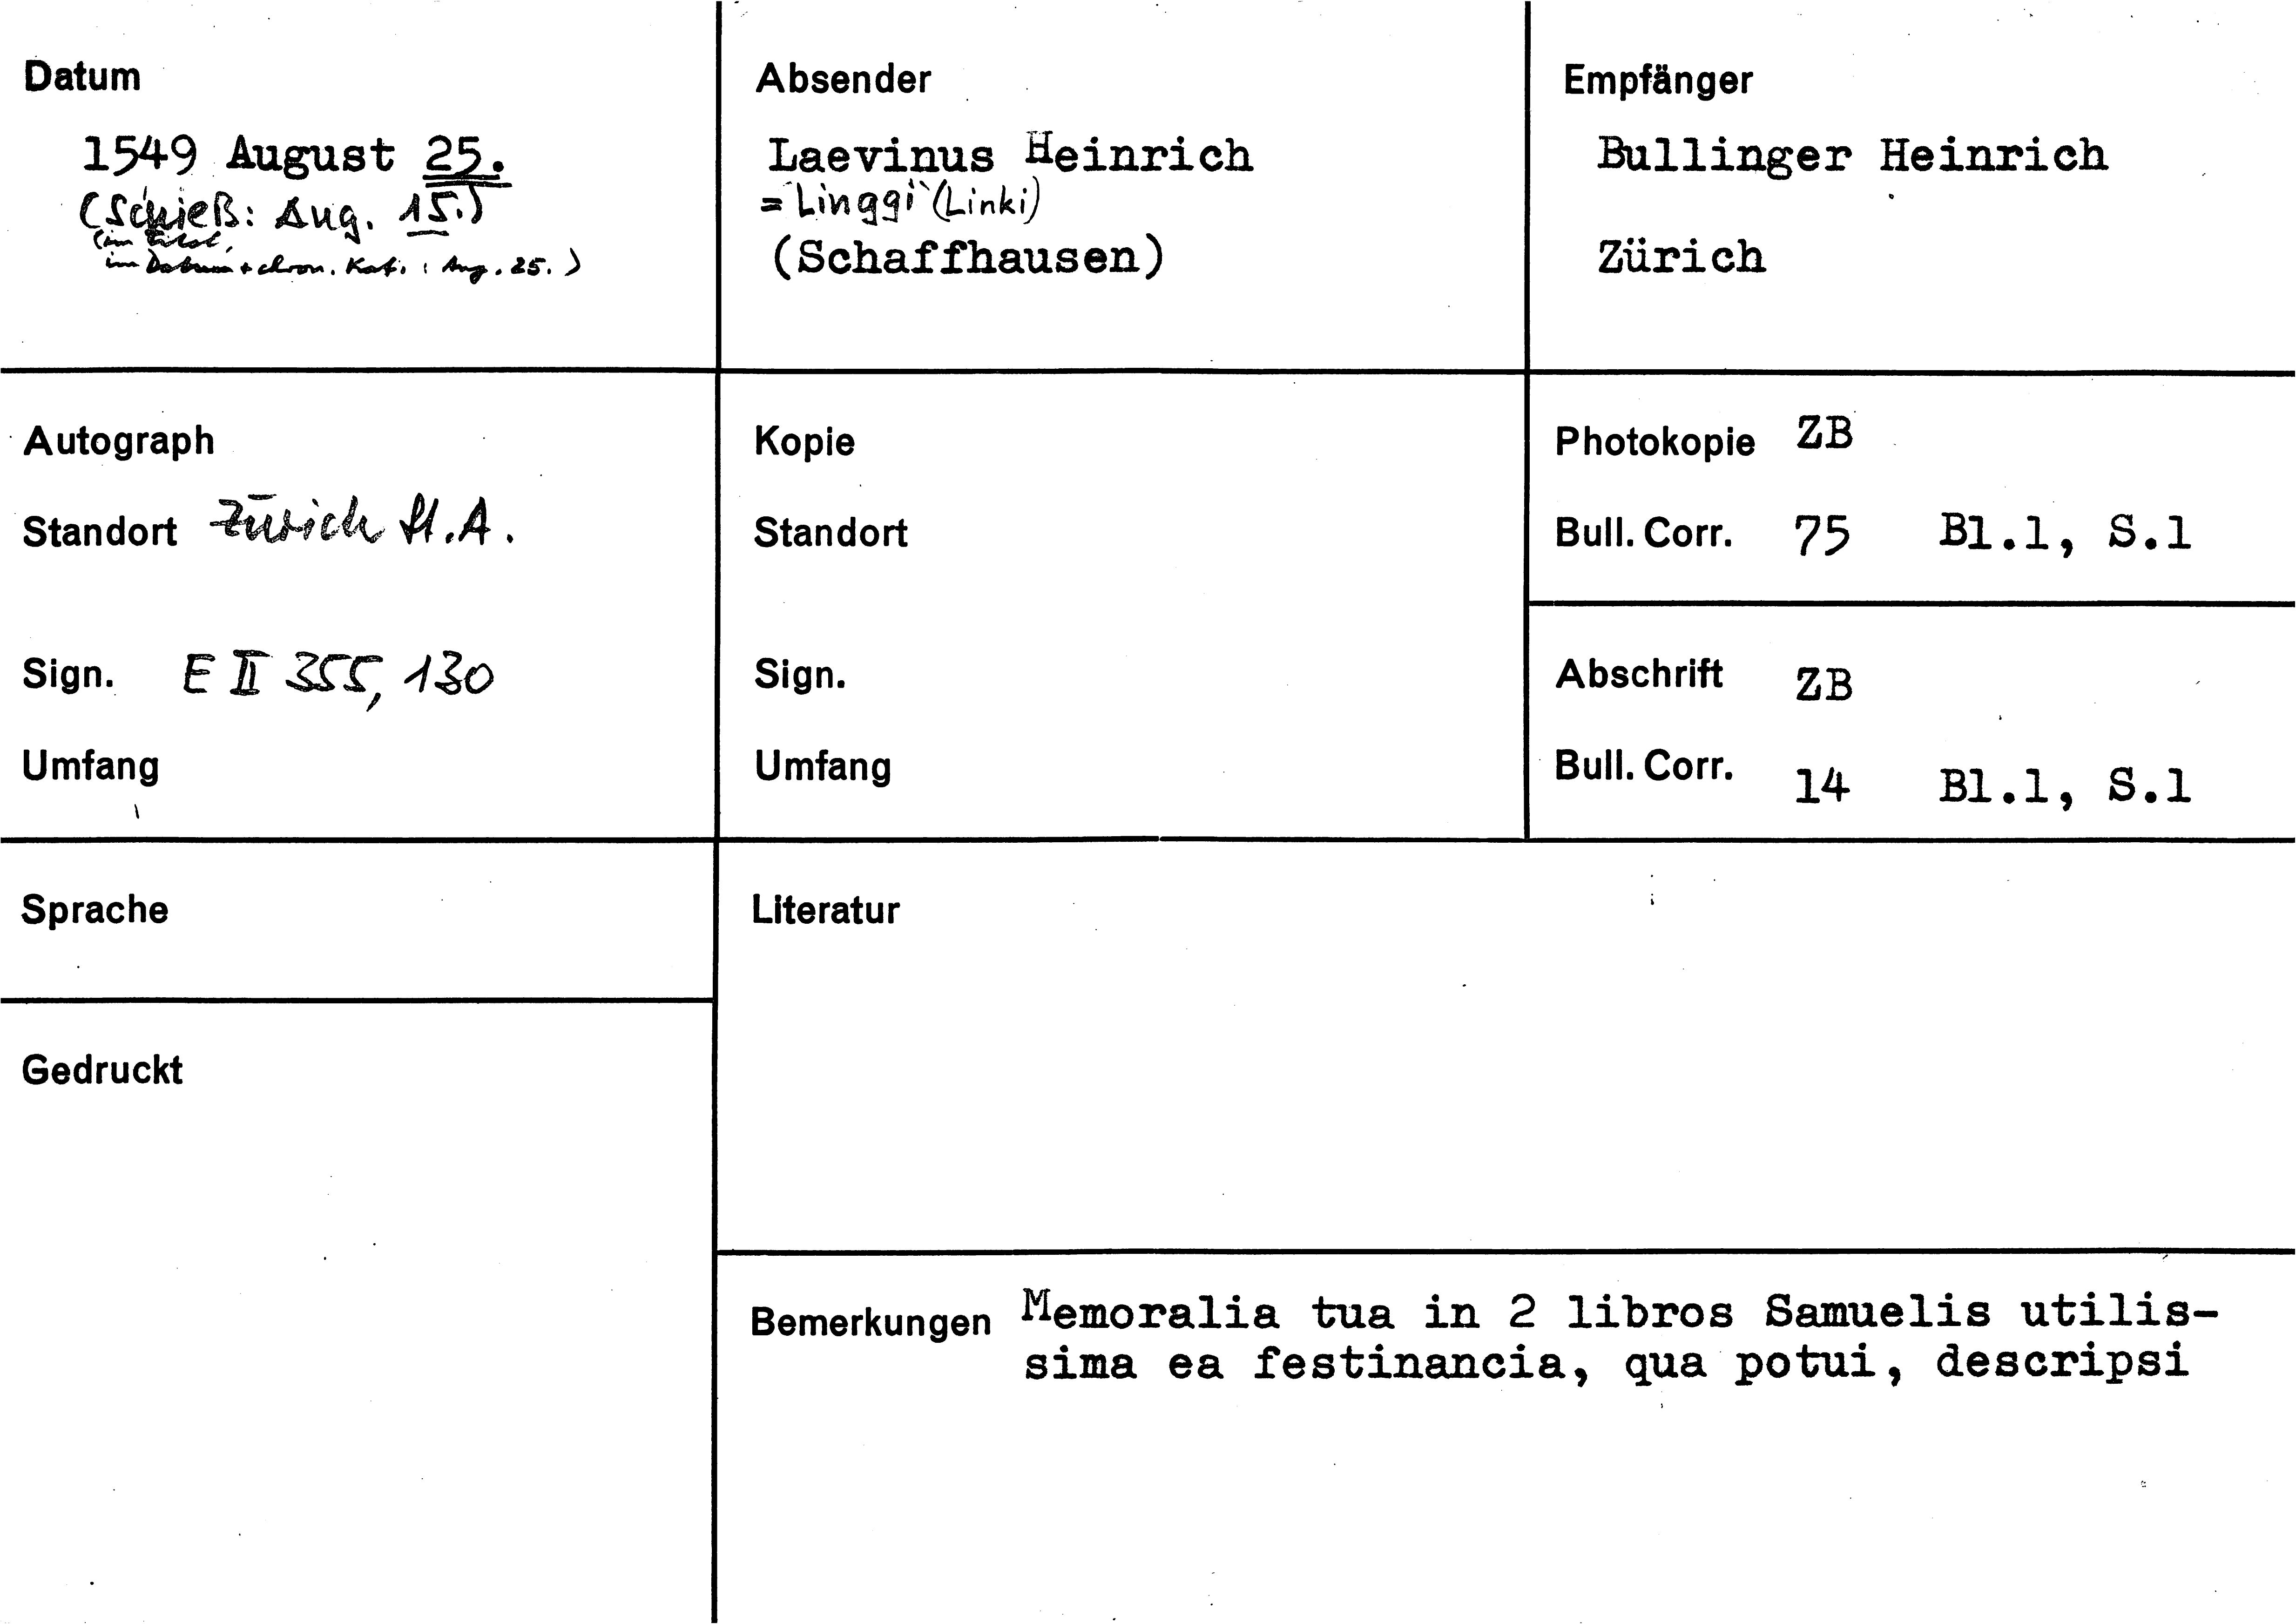 Datum
1549 August 25.
(Schieß: Aug. 15.)
(im Titel,
im Datum + chron. Kat. : Aug. 25.)
Absender
Laevinus Heinrich
= Linggi (Linki)
(Schaffhausen)
Empfänger
Bullinger Heinrich
Zürich
Autograph
Standort Zürich St.A.
Sign. E II 355, 130
Umfang
Kopie
Standort
Sign.
Umfang
Photokopie ZB
Bull. Corr. 75 Bl.1, S.1
Abschrift ZB
Bull. Corr. 14 Bl.1, S.1
Sprache
Literatur
Gedruckt
Bemerkungen Memoralia tua in 2 libros Samuelis utilis-
sima ea festinancia, qua potui, descripsi